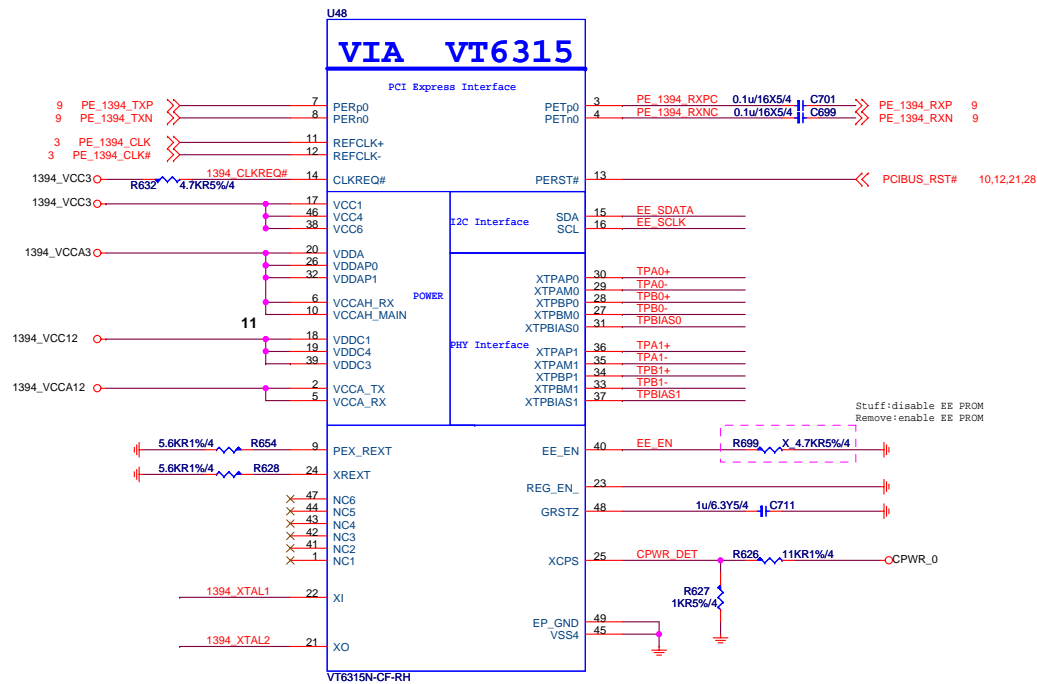 U48
VIA VT6315
PCI Express Interface
9 PE_1394_TXP 7 PERp0 PETp0 3 PE_1394_RXPC 0.1u/16X5/4 C701 PE_1394_RXP 9
9 PE_1394_TXN 8 PERn0 PETn0 4 PE_1394_RXNC 0.1u/16X5/4 C699 PE_1394_RXN 9
3 PE_1394_CLK 11 REFCLK+
3 PE_1394_CLK# 12 REFCLK-
1394_VCC3 R632 4.7KR5%/4 1394_CLKREQ# 14 CLKREQ# PERST# 13 PCIBUS_RST# 10,12,21,28
1394_VCC3 17 VCC1
46 VCC4 I2C Interface SDA 15 EE_SDATA
38 VCC6 SCL 16 EE_SCLK
1394_VCCA3 20 VDDA
26 VDDAP0
32 VDDAP1 XTPAP0 30 TPA0+
XTPAM0 29 TPA0-
POWER
6 VCCAH_RX XTPBP0 28 TPB0+
10 VCCAH_MAIN XTPBM0 27 TPB0-
11 XTPBIAS0 31 TPBIAS0
1394_VCC12 18 VDDC1 PHY Interface
19 VDDC4 XTPAP1 36 TPA1+
39 VDDC3 XTPAM1 35 TPA1-
XTPBP1 34 TPB1+
1394_VCCA12 2 VCCA_TX XTPBM1 33 TPB1-
5 VCCA_RX XTPBIAS1 37 TPBIAS1
Stuff:disable EE PROM
Remove:enable EE PROM
5.6KR1%/4 R654 9 PEX_REXT EE_EN 40 EE_EN R699 X_4.7KR5%/4
5.6KR1%/4 R628 24 XREXT
REG_EN_ 23
47 NC6
44 NC5 GRSTZ 48 1u/6.3Y5/4 C711
43 NC4
42 NC3
41 NC2
1 NC1 XCPS 25 CPWR_DET R626 11KR1%/4 CPWR_0
R627
1KR5%/4
1394_XTAL1 22 XI
EP_GND 49
VSS4 45
1394_XTAL2 21 XO
VT6315N-CF-RH